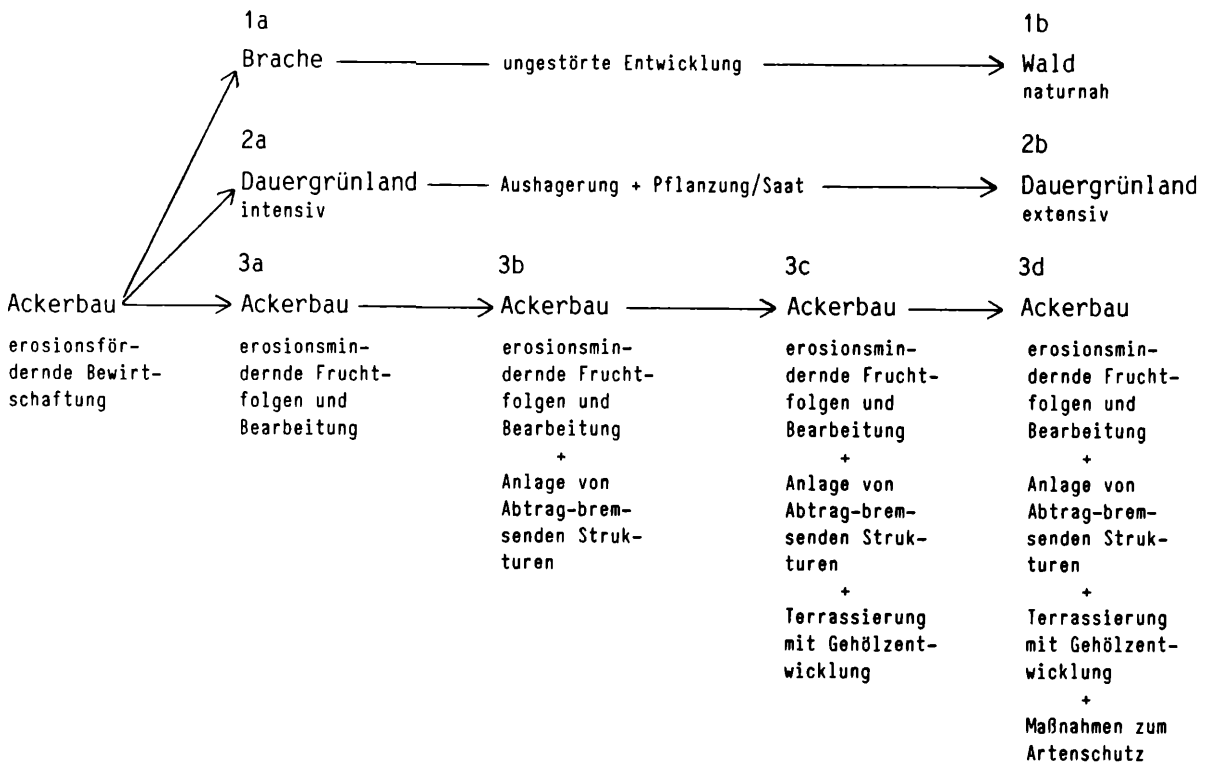 1a
Brache
ungestörte Entwicklung
1b
Wald
naturnah
2a
Dauergrünland
intensiv
Aushagerung + Pflanzung/Saat
2b
Dauergrünland
extensiv
Ackerbau
erosionsför-
dernde Bewirt-
schaftung
3a
Ackerbau
erosionsmin-
dernde Frucht-
folgen und
Bearbeitung
3b
Ackerbau
erosionsmin-
dernde Frucht-
folgen und
Bearbeitung
+
Anlage von
Abtrag-brem-
senden Struk-
turen
3c
Ackerbau
erosionsmin-
dernde Frucht-
folgen und
Bearbeitung
+
Anlage von
Abtrag-brem-
senden Struk-
turen
+
Terrassierung
mit Gehölzent-
wicklung
3d
Ackerbau
erosionsmin-
dernde Frucht-
folgen und
Bearbeitung
+
Anlage von
Abtrag-brem-
senden Struk-
turen
+
Terrassierung
mit Gehölzent-
wicklung
+
Maßnahmen zum
Artenschutz